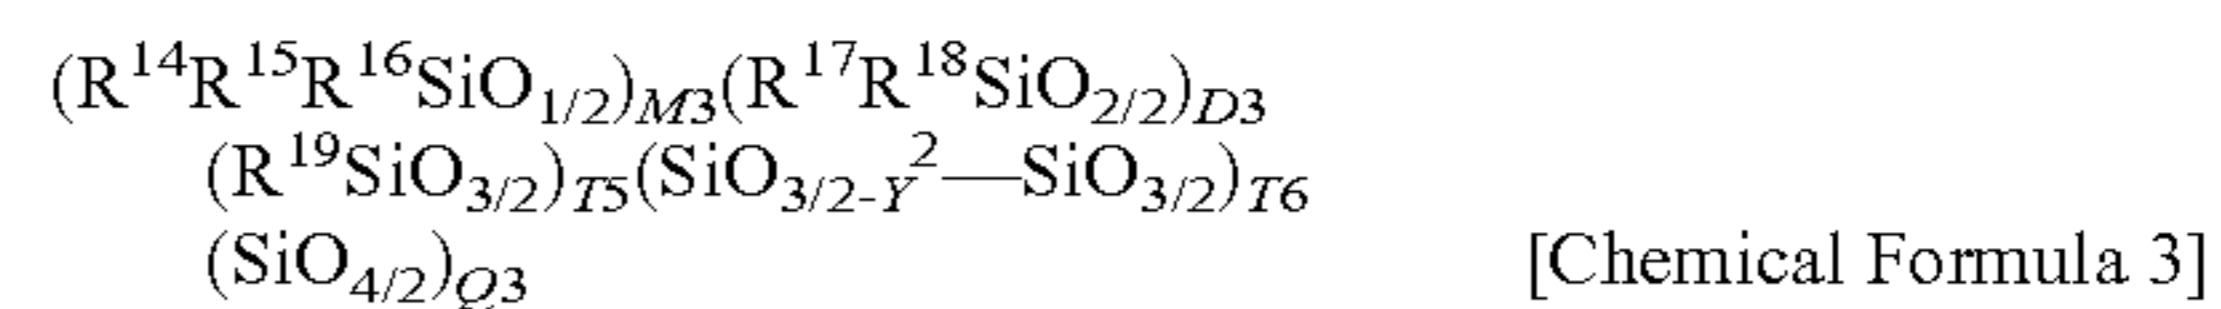 (R¹⁴R¹⁵R¹⁶SiO₁/₂)M3(R¹⁷R¹⁸SiO₂/₂)D3
(R¹⁹SiO₃/₂)T5(SiO₃/₂-Y²—SiO₃/₂)T6
(SiO₄/₂)Q3 [Chemical Formula 3]